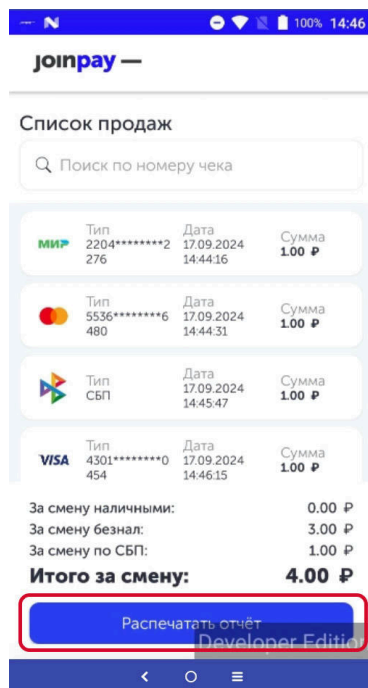 100% 14:46
joinpay —
Список продаж
Поиск по номеру чека
Тип Дата Сумма
МИР 2204********2 17.09.2024 1.00 ₽
276 14:44:16
Тип Дата Сумма
5536********6 17.09.2024 1.00 ₽
480 14:44:31
Тип Дата Сумма
СБП 17.09.2024 1.00 ₽
14:45:47
Тип Дата Сумма
VISA 4301********0 17.09.2024 1.00 ₽
454 14:46:15
За смену наличными: 0.00 ₽
За смену безнал: 3.00 ₽
За смену по СБП: 1.00 ₽
Итого за смену: 4.00 ₽
Распечатать отчёт
Developer Edition